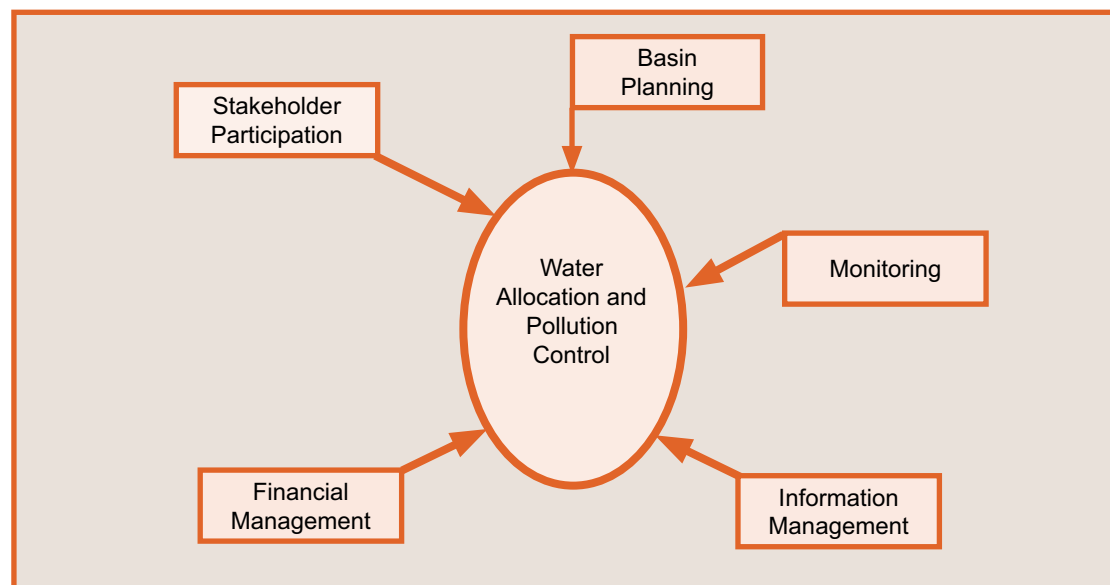 Basin
Planning
Stakeholder
Participation
Monitoring
Water
Allocation and
Pollution
Control
Financial
Management
Information
Management